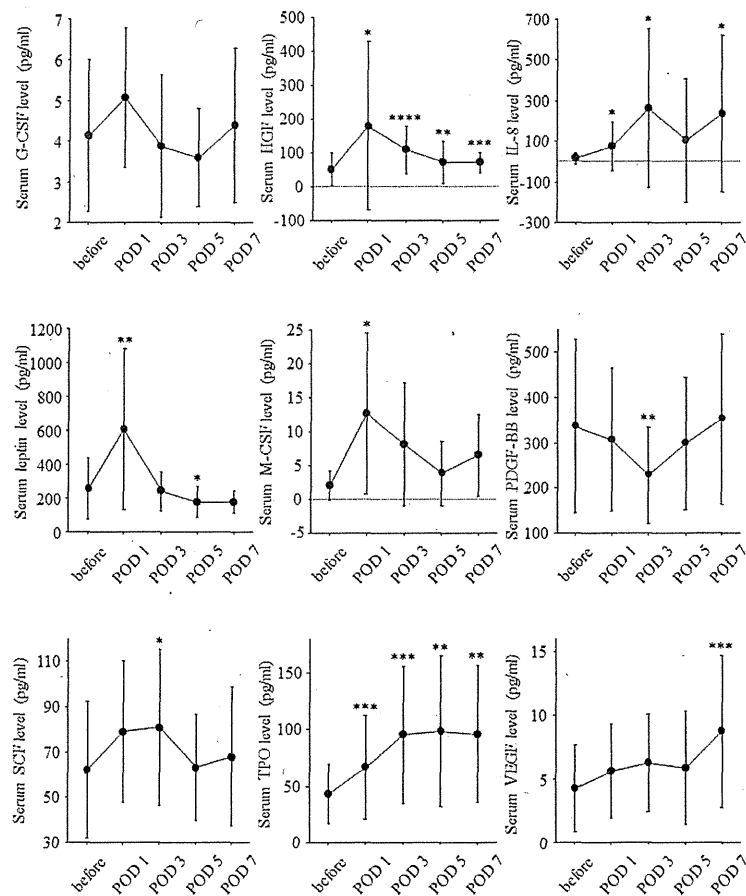 Serum G-CSF level (pg/ml)
7
6
5
4
3
2
before
POD 1
POD 3
POD 5
POD 7
Serum HGF level (pg/ml)
500
400
300
200
100
0
-100
*
****
**
***
before
POD 1
POD 3
POD 5
POD 7
Serum IL-8 level (pg/ml)
700
500
300
100
-100
-300
*
*
*
before
POD 1
POD 3
POD 5
POD 7
Serum leptin level (pg/ml)
1200
1000
800
600
400
200
0
**
*
before
POD 1
POD 3
POD 5
POD 7
Serum M-CSF level (pg/ml)
25
20
15
10
5
0
-5
*
before
POD 1
POD 3
POD 5
POD 7
Serum PDGF-BB level (pg/ml)
500
400
300
200
100
**
before
POD 1
POD 3
POD 5
POD 7
Serum SCF level (pg/ml)
110
90
70
50
30
*
before
POD 1
POD 3
POD 5
POD 7
Serum TPO level (pg/ml)
150
100
50
0
***
***
**
**
before
POD 1
POD 3
POD 5
POD 7
Serum VEGF level (pg/ml)
15
10
5
0
***
before
POD 1
POD 3
POD 5
POD 7